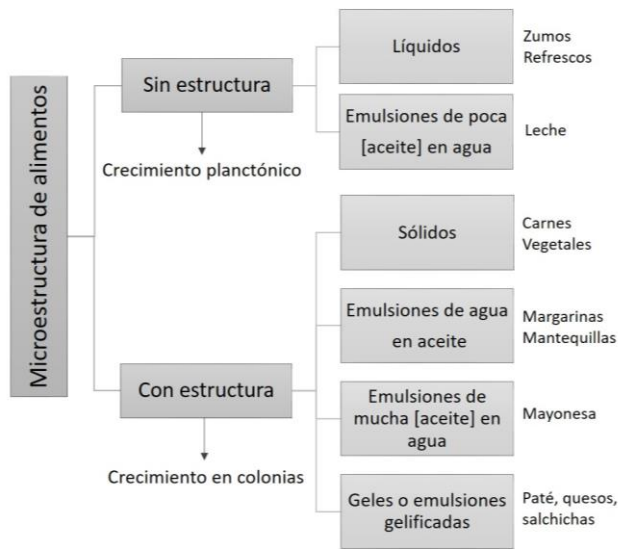 Microestructura de alimentos
Sin estructura
Crecimiento planctónico
Líquidos
Zumos
Refrescos
Emulsiones de poca
[aceite] en agua
Leche
Con estructura
Crecimiento en colonias
Sólidos
Carnes
Vegetales
Emulsiones de agua
en aceite
Margarinas
Mantequillas
Emulsiones de
mucha [aceite] en
agua
Mayonesa
Geles o emulsiones
gelificadas
Paté, quesos,
salchichas